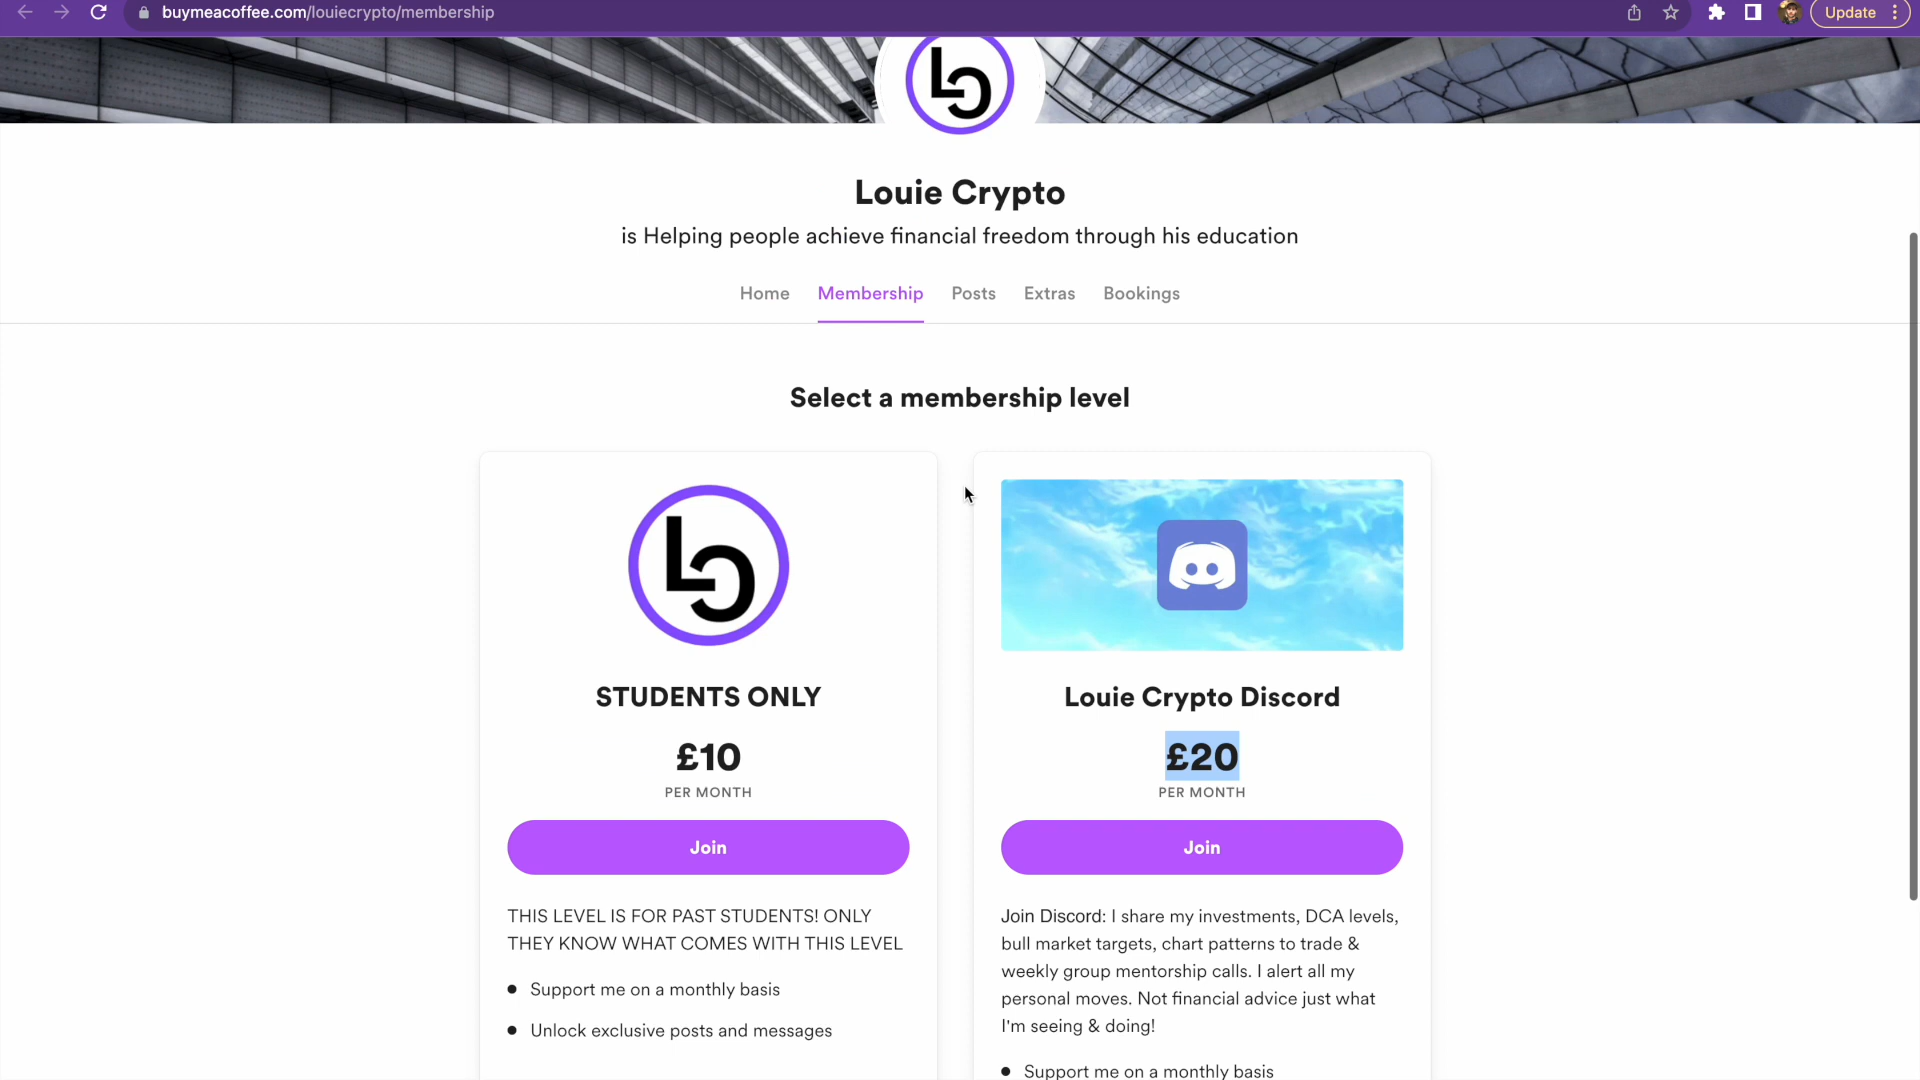 buymeacoffee.com/louiecrypto/membership
Update
LC
Louie Crypto
is Helping people achieve financial freedom through his education
Home Membership Posts Extras Bookings
Select a membership level
LC
STUDENTS ONLY
£10
PER MONTH
Join
THIS LEVEL IS FOR PAST STUDENTS! ONLY
THEY KNOW WHAT COMES WITH THIS LEVEL
• Support me on a monthly basis
• Unlock exclusive posts and messages
Louie Crypto Discord
£20
PER MONTH
Join
Join Discord: I share my investments, DCA levels,
bull market targets, chart patterns to trade &
weekly group mentorship calls. I alert all my
personal moves. Not financial advice just what
I'm seeing & doing!
• Support me on a monthly basis